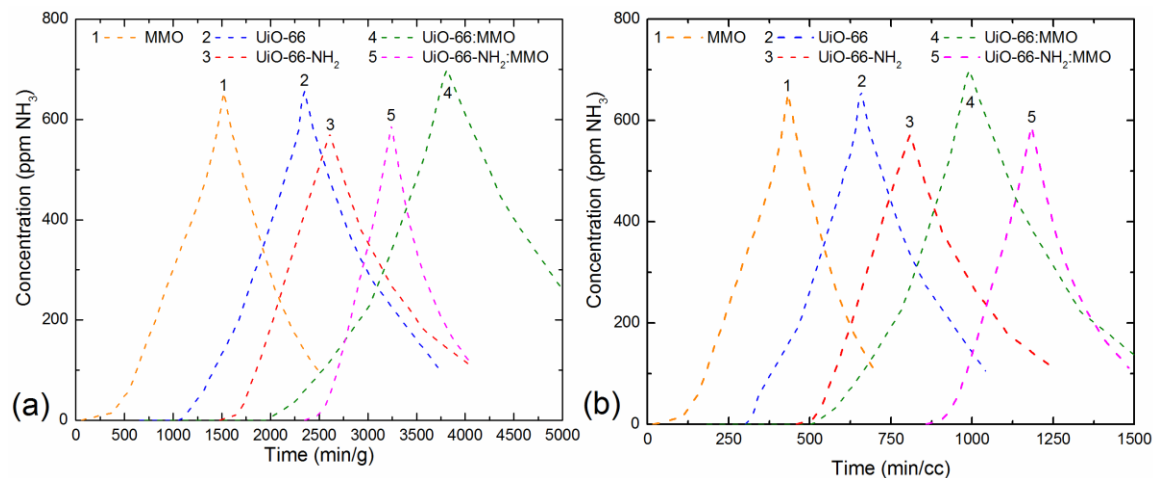 800
1 MMO 2 UiO-66 4 UiO-66:MMO
3 UiO-66-NH₂ 5 UiO-66-NH₂:MMO
1 2 3 5 4
600
400
200
0
Concentration (ppm NH₃)
(a)
0 500 1000 1500 2000 2500 3000 3500 4000 4500 5000
Time (min/g)
800
1 MMO 2 UiO-66 4 UiO-66:MMO
3 UiO-66-NH₂ 5 UiO-66-NH₂:MMO
1 2 3 4 5
600
400
200
0
Concentration (ppm NH₃)
(b)
0 250 500 750 1000 1250 1500
Time (min/cc)